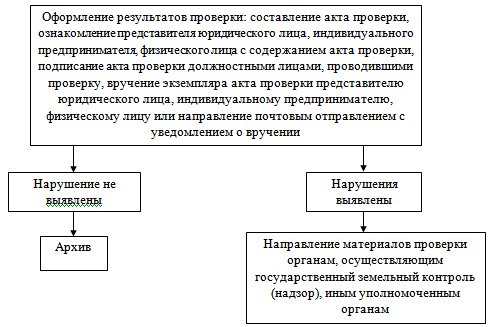 Оформление результатов проверки: составление акта проверки,
ознакомление представителя юридического лица, индивидуального
предпринимателя, физического лица с содержанием акта проверки,
подписание акта проверки должностными лицами, проводившими
проверку, вручение экземпляра акта проверки представителю
юридического лица, индивидуальному предпринимателю,
физическому лицу или направление почтовым отправлением с
уведомлением о вручении
Нарушение не
выявлены
Нарушения
выявлены
Архив
Направление материалов проверки
органам, осуществляющим
государственный земельный контроль
(надзор), иным уполномоченным
органам